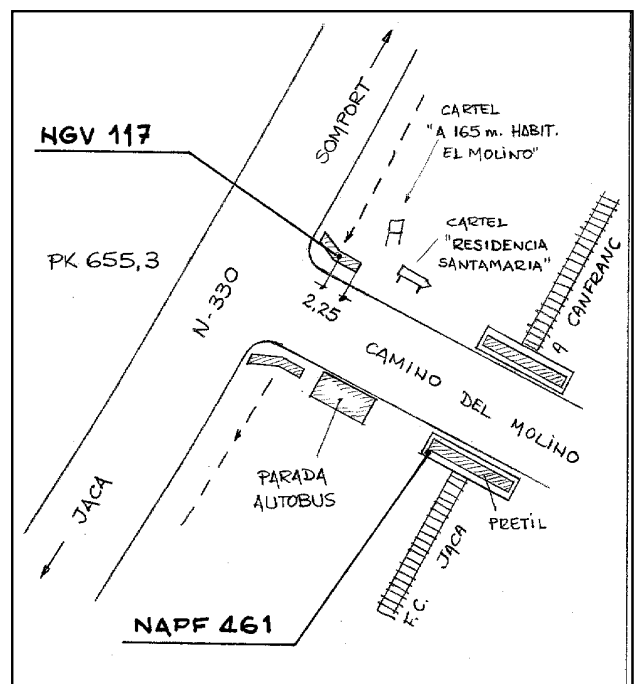 SOMPORT
CARTEL
"A 165 m. HABIT.
EL MOLINO"
NGV 117
CARTEL
"RESIDENCIA
SANTAMARIA"
PK 655,3
2,25
N-330
A CANFRANC
CAMINO DEL MOLINO
PARADA
AUTOBUS
JACA
PRETIL
F.C. JACA
NAPF 461